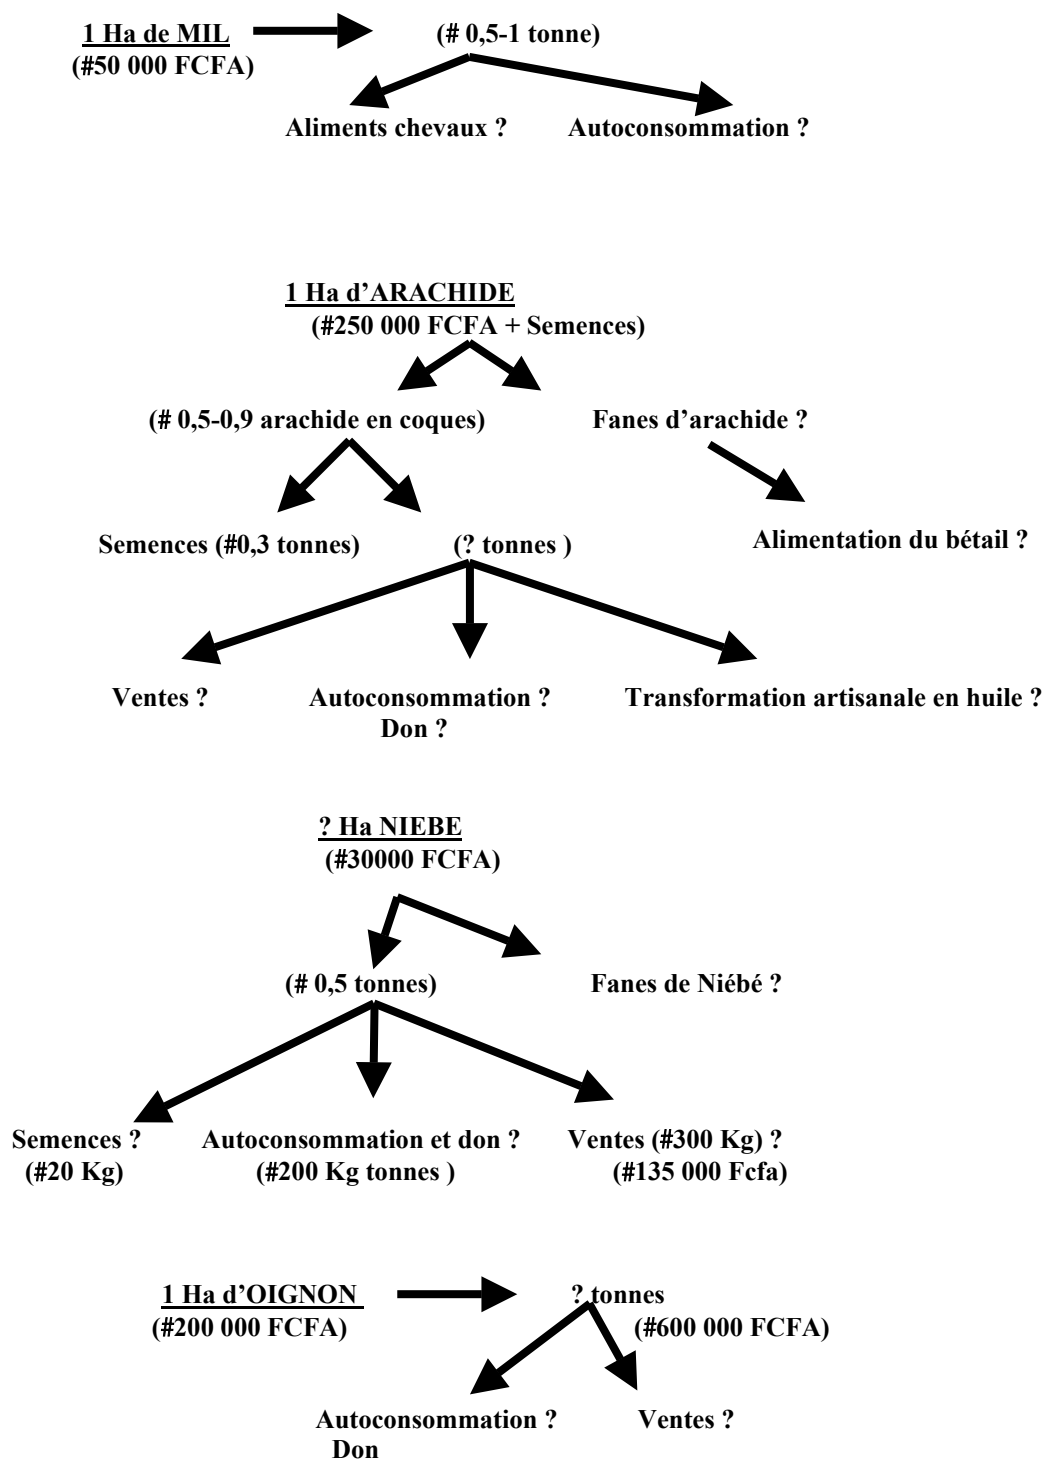 1 Ha de MIL
(# 0,5-1 tonne)
(#50 000 FCFA)
Aliments chevaux ?
Autoconsommation ?
1 Ha d’ARACHIDE
(#250 000 FCFA + Semences)
(# 0,5-0,9 arachide en coques)
Fanes d’arachide ?
Semences (#0,3 tonnes)
(? tonnes )
Alimentation du bétail ?
Ventes ?
Autoconsommation ?
Don ?
Transformation artisanale en huile ?
? Ha NIEBE
(#30000 FCFA)
(# 0,5 tonnes)
Fanes de Niébé ?
Semences ?
(#20 Kg)
Autoconsommation et don ?
(#200 Kg tonnes )
Ventes (#300 Kg) ?
(#135 000 Fcfa)
1 Ha d’OIGNON
(#200 000 FCFA)
? tonnes
(#600 000 FCFA)
Autoconsommation ?
Don
Ventes ?